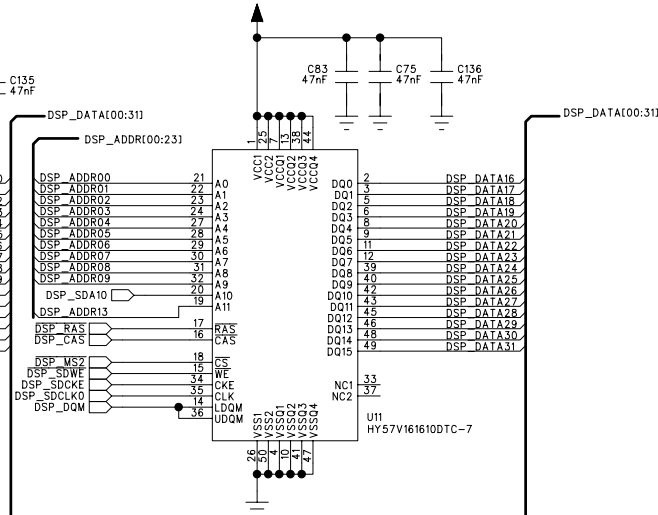 C135
47nF
C83
47nF
C75
47nF
C136
47nF
DSP_DATA[00:31]
DSP_DATA[00:31]
DSP_ADDR[00:23]
1 25 7 13 38 44
VCC1 VCC2 VCCQ1 VCCQ2 VCCQ3 VCCQ4
DSP_ADDR00 21 A0 DQ0 2 DSP_DATA16
DSP_ADDR01 22 A1 DQ1 3 DSP_DATA17
DSP_ADDR02 23 A2 DQ2 5 DSP_DATA18
DSP_ADDR03 24 A3 DQ3 6 DSP_DATA19
DSP_ADDR04 27 A4 DQ4 8 DSP_DATA20
DSP_ADDR05 28 A5 DQ5 9 DSP_DATA21
DSP_ADDR06 29 A6 DQ6 11 DSP_DATA22
DSP_ADDR07 30 A7 DQ7 12 DSP_DATA23
DSP_ADDR08 31 A8 DQ8 39 DSP_DATA24
DSP_ADDR09 32 A9 DQ9 40 DSP_DATA25
DSP_SDA10 20 A10 DQ10 42 DSP_DATA26
DSP_ADDR13 19 A11 DQ11 43 DSP_DATA27
DQ12 45 DSP_DATA28
DSP_RAS 17 RAS DQ13 46 DSP_DATA29
DSP_CAS 16 CAS DQ14 48 DSP_DATA30
DQ15 49 DSP_DATA31
DSP_MS2 18 CS
DSP_SDWE 15 WE
DSP_SDCKE 34 CKE NC1 33
DSP_SDCLK0 35 CLK NC2 37
DSP_DQM 14 LDQM
36 UDQM
VSS1 VSS2 VSSQ1 VSSQ2 VSSQ3 VSSQ4
26 50 4 10 41 47
U11
HY57V161610DTC-7